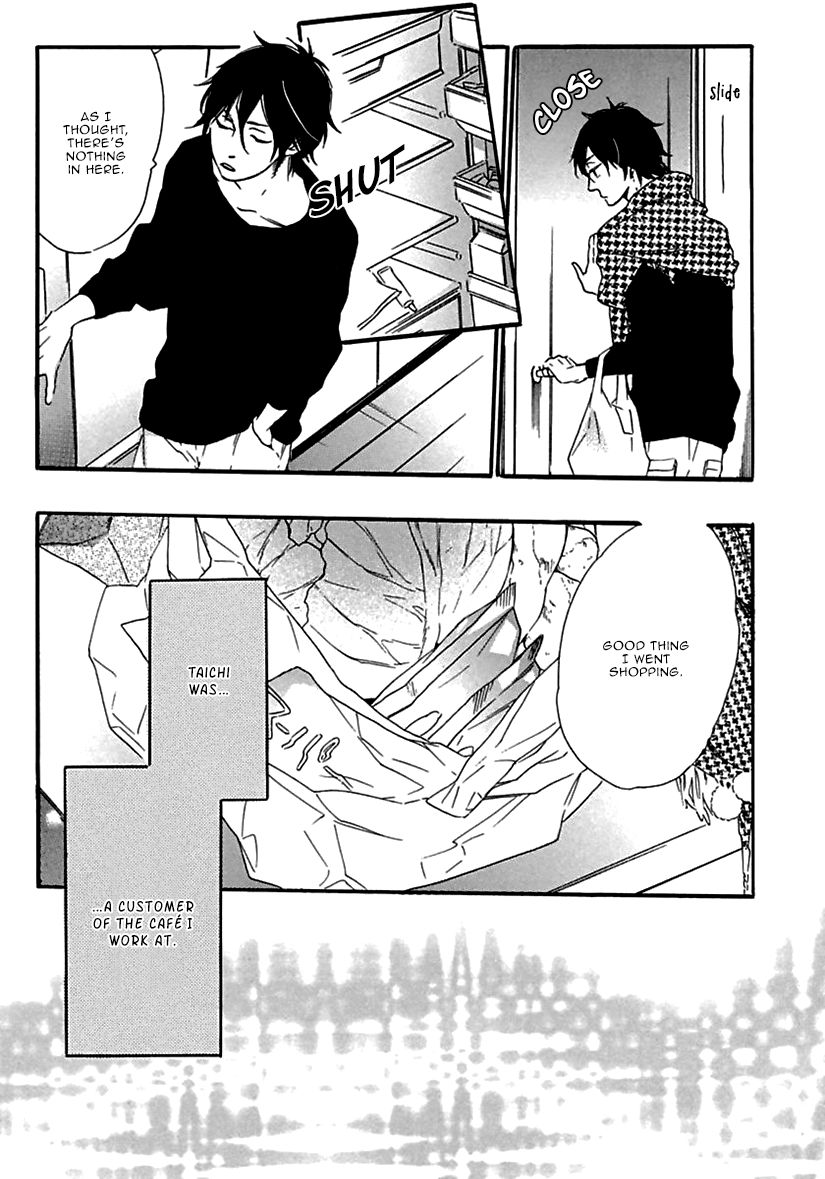 slide
CLOSE
SHUT
AS I
THOUGHT,
THERE'S
NOTHING
IN HERE.
GOOD THING
I WENT
SHOPPING.
TAICHI
WAS...
...A CUSTOMER
OF THE CAFÉ I
WORK AT.